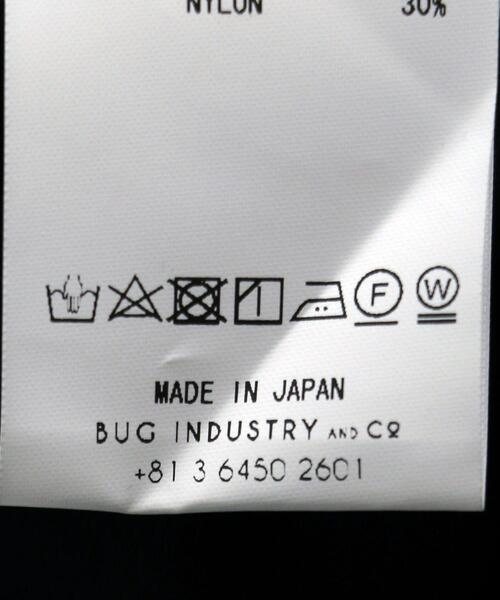 NYLON 30%
F W
MADE IN JAPAN
BUG INDUSTRY AND CO
+81 3 6450 2601